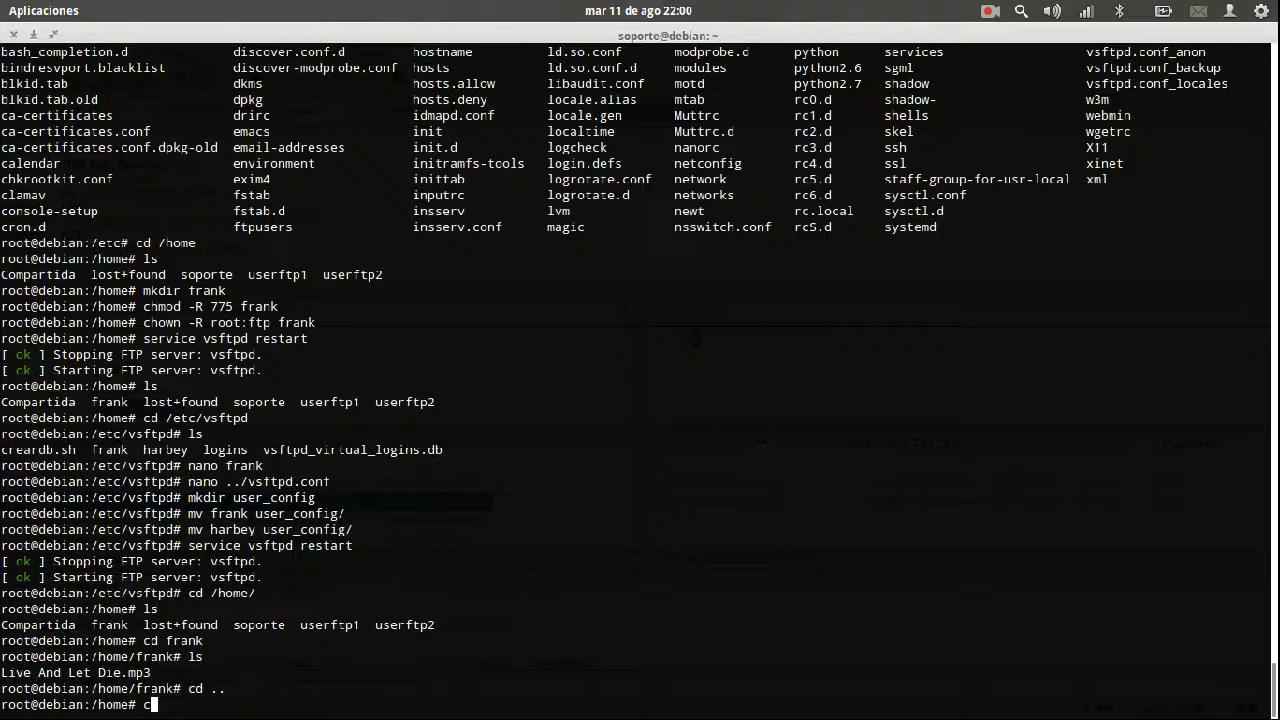 Aplicaciones mar 11 de ago 22:00
soporte@debian: ~
bash_completion.d discover.conf.d hostname ld.so.conf modprobe.d python services vsftpd.conf_anon
bindresvport.blacklist discover-modprobe.conf hosts ld.so.conf.d modules python2.6 sgml vsftpd.conf_backup
blkid.tab dkms hosts.allow libaudit.conf motd python2.7 shadow vsftpd.conf_locales
blkid.tab.old dpkg hosts.deny locale.alias mtab rc0.d shadow- w3m
ca-certificates drirc idmapd.conf locale.gen Muttrc rc1.d shells webmin
ca-certificates.conf emacs init localtime Muttrc.d rc2.d skel wgetrc
ca-certificates.conf.dpkg-old email-addresses init.d logcheck nanorc rc3.d ssh X11
calendar environment initramfs-tools login.defs netconfig rc4.d ssl xinet
chkrootkit.conf exim4 inittab logrotate.conf network rc5.d staff-group-for-usr-local xml
clamav fstab inputrc logrotate.d networks rc6.d sysctl.conf
console-setup fstab.d insserv lvm newt rc.local sysctl.d
cron.d ftpusers insserv.conf magic nsswitch.conf rcS.d systemd
root@debian:/etc# cd /home
root@debian:/home# ls
Compartida lost+found soporte userftp1 userftp2
root@debian:/home# mkdir frank
root@debian:/home# chmod -R 775 frank
root@debian:/home# chown -R root:ftp frank
root@debian:/home# service vsftpd restart
[ ok ] Stopping FTP server: vsftpd.
[ ok ] Starting FTP server: vsftpd.
root@debian:/home# ls
Compartida frank lost+found soporte userftp1 userftp2
root@debian:/home# cd /etc/vsftpd
root@debian:/etc/vsftpd# ls
creardb.sh frank harbey logins vsftpd_virtual_logins.db
root@debian:/etc/vsftpd# nano frank
root@debian:/etc/vsftpd# nano ../vsftpd.conf
root@debian:/etc/vsftpd# mkdir user_config
root@debian:/etc/vsftpd# mv frank user_config/
root@debian:/etc/vsftpd# mv harbey user_config/
root@debian:/etc/vsftpd# service vsftpd restart
[ ok ] Stopping FTP server: vsftpd.
[ ok ] Starting FTP server: vsftpd.
root@debian:/etc/vsftpd# cd /home/
root@debian:/home# ls
Compartida frank lost+found soporte userftp1 userftp2
root@debian:/home# cd frank
root@debian:/home/frank# ls
Live And Let Die.mp3
root@debian:/home/frank# cd ..
root@debian:/home# c